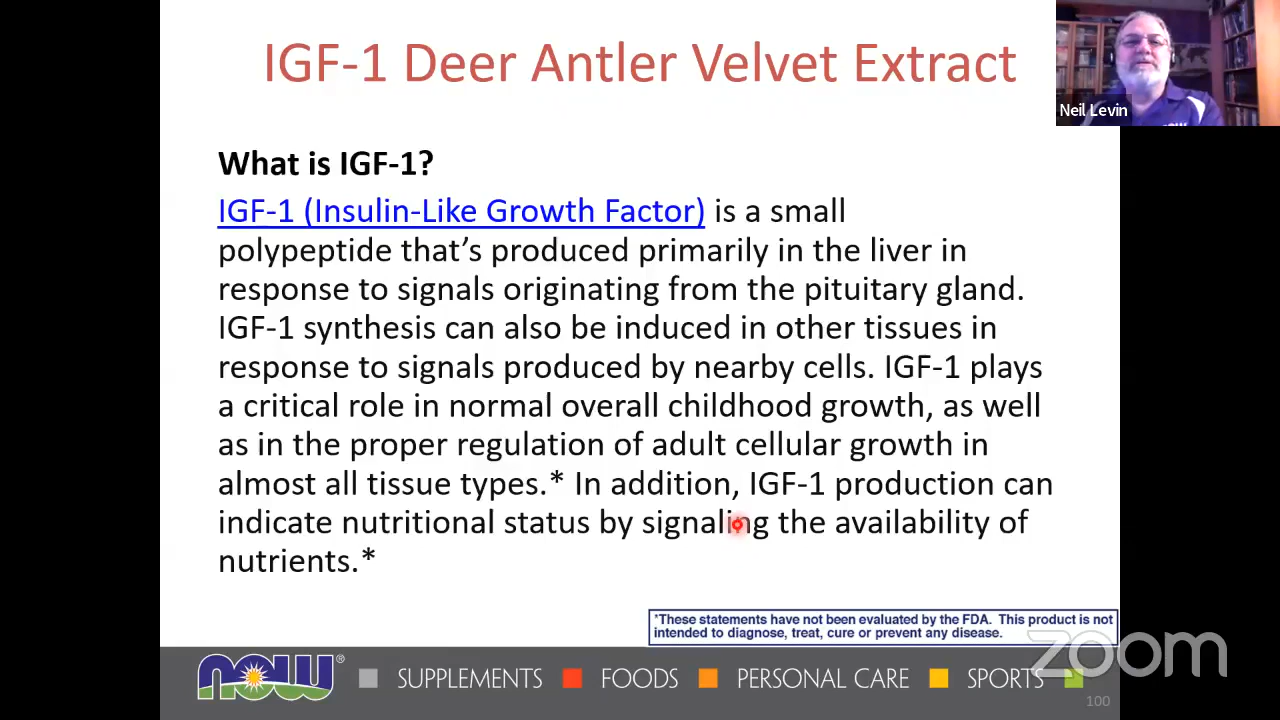 IGF-1 Deer Antler Velvet Extract
Neil Levin
now
What is IGF-1?
IGF-1 (Insulin-Like Growth Factor) is a small
polypeptide that's produced primarily in the liver in
response to signals originating from the pituitary gland.
IGF-1 synthesis can also be induced in other tissues in
response to signals produced by nearby cells. IGF-1 plays
a critical role in normal overall childhood growth, as well
as in the proper regulation of adult cellular growth in
almost all tissue types.* In addition, IGF-1 production can
indicate nutritional status by signaling the availability of
nutrients.*
*These statements have not been evaluated by the FDA. This product is not
intended to diagnose, treat, cure or prevent any disease.
zoom
now® SUPPLEMENTS FOODS PERSONAL CARE SPORTS
100